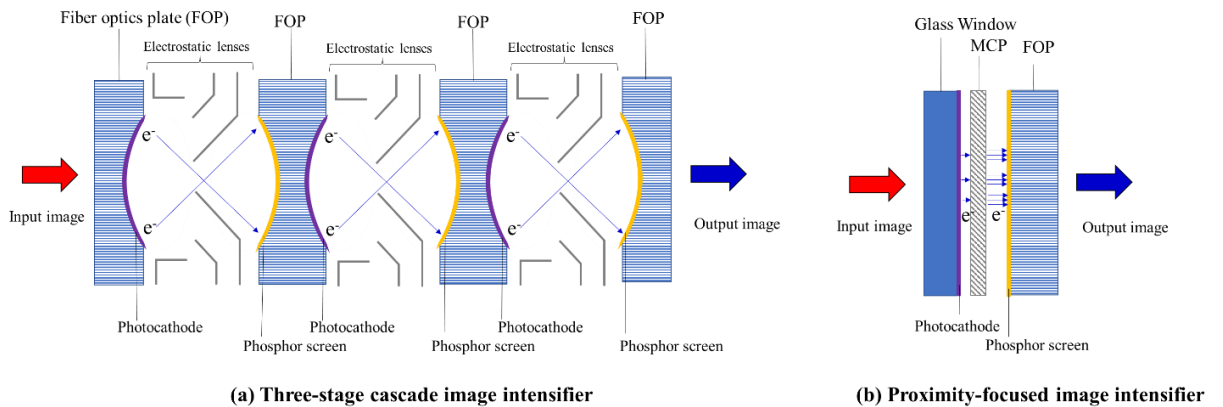 Fiber optics plate (FOP)
FOP
FOP
FOP
Electrostatic lenses
Electrostatic lenses
Electrostatic lenses
e-
e-
e-
e-
e-
e-
Input image
Output image
Photocathode
Photocathode
Photocathode
Phosphor screen
Phosphor screen
Phosphor screen
(a) Three-stage cascade image intensifier
Glass Window
MCP
FOP
e-
e-
Input image
Output image
Photocathode
Phosphor screen
(b) Proximity-focused image intensifier